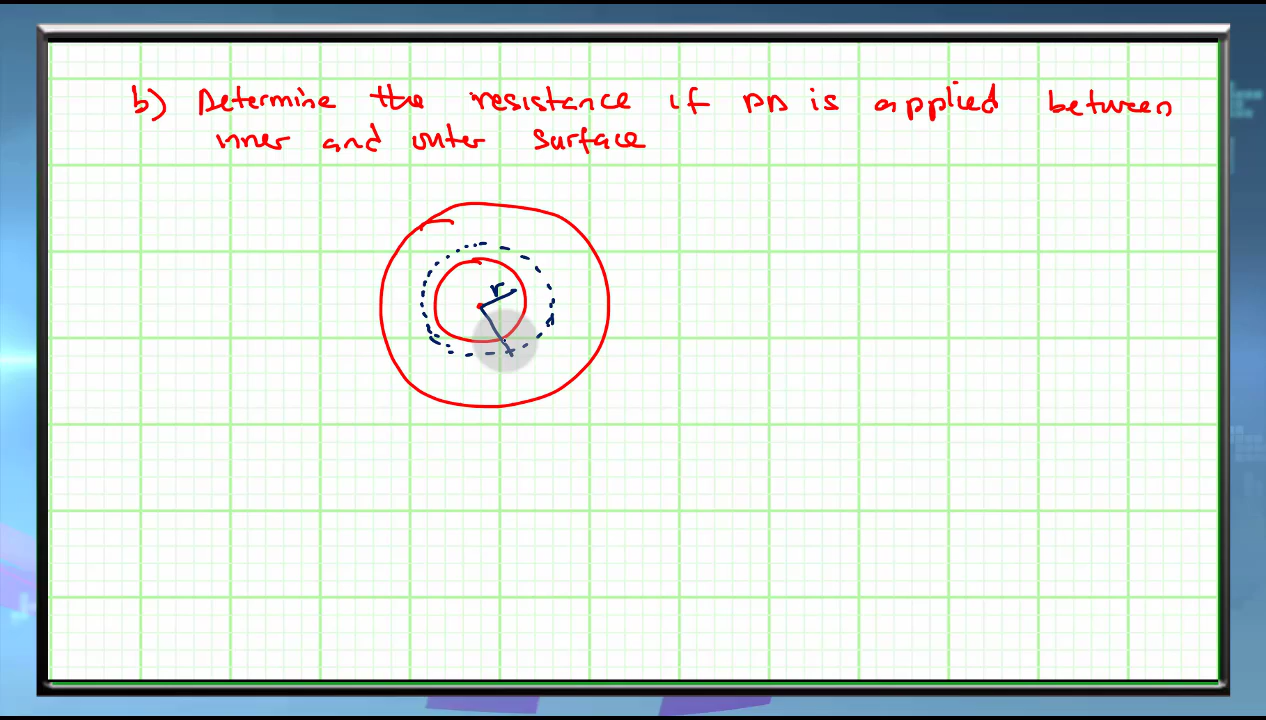 b) Determine the resistance if PD is applied between
inner and outer surface
r